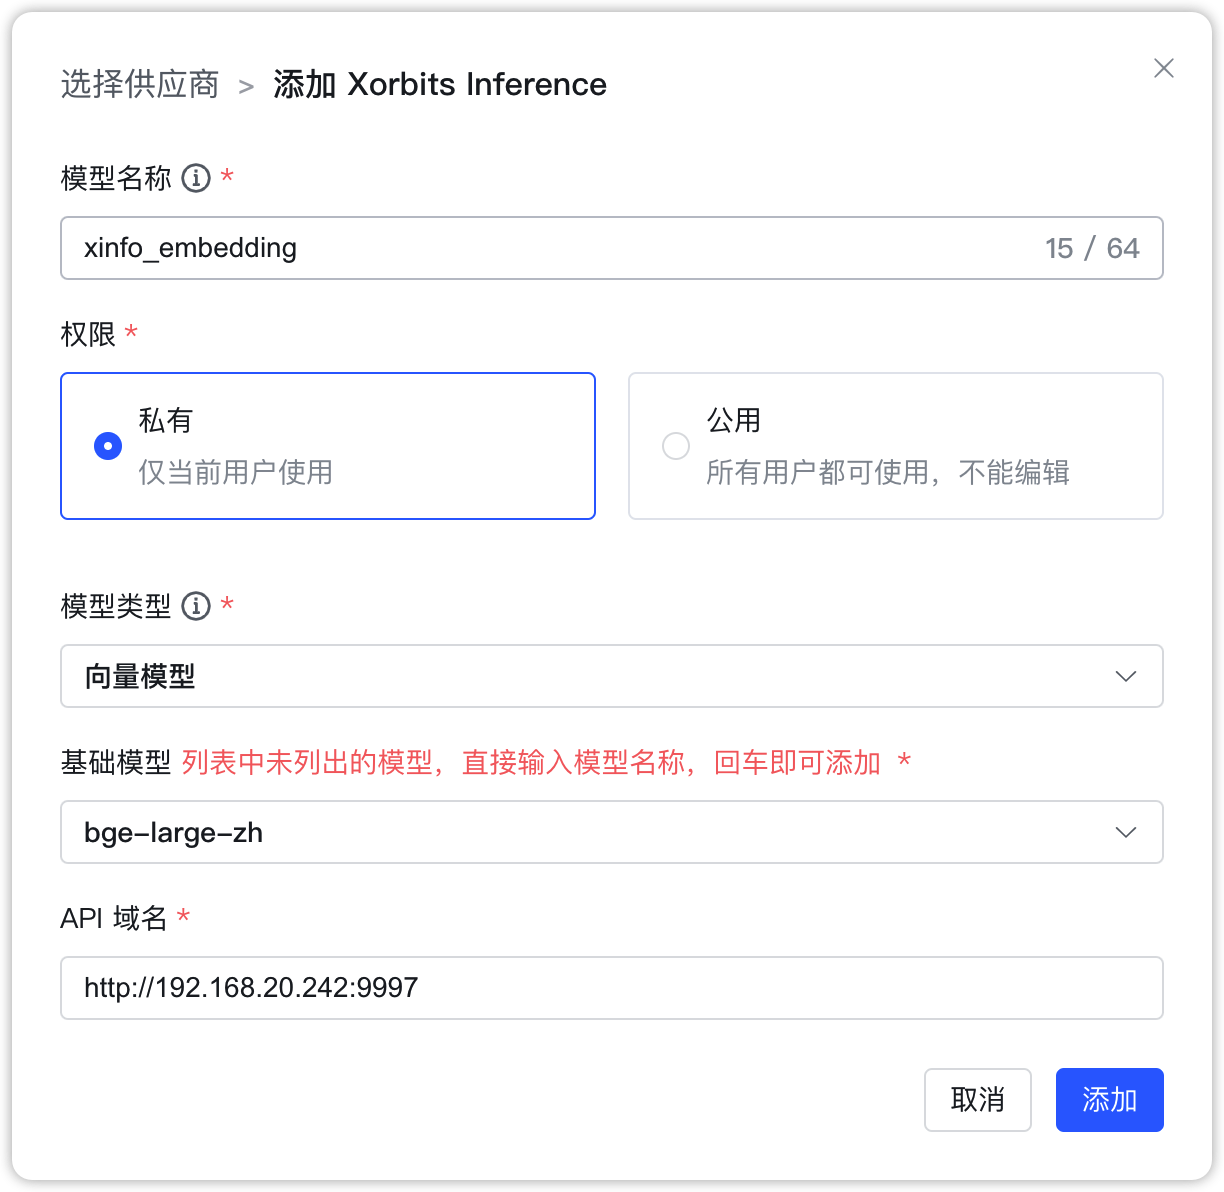 选择供应商 > 添加 Xorbits Inference
模型名称 *
xinfo_embedding 15 / 64
权限 *
私有
仅当前用户使用
公用
所有用户都可使用，不能编辑
模型类型 *
向量模型
基础模型 列表中未列出的模型，直接输入模型名称，回车即可添加 *
bge-large-zh
API 域名 *
http://192.168.20.242:9997
取消 添加